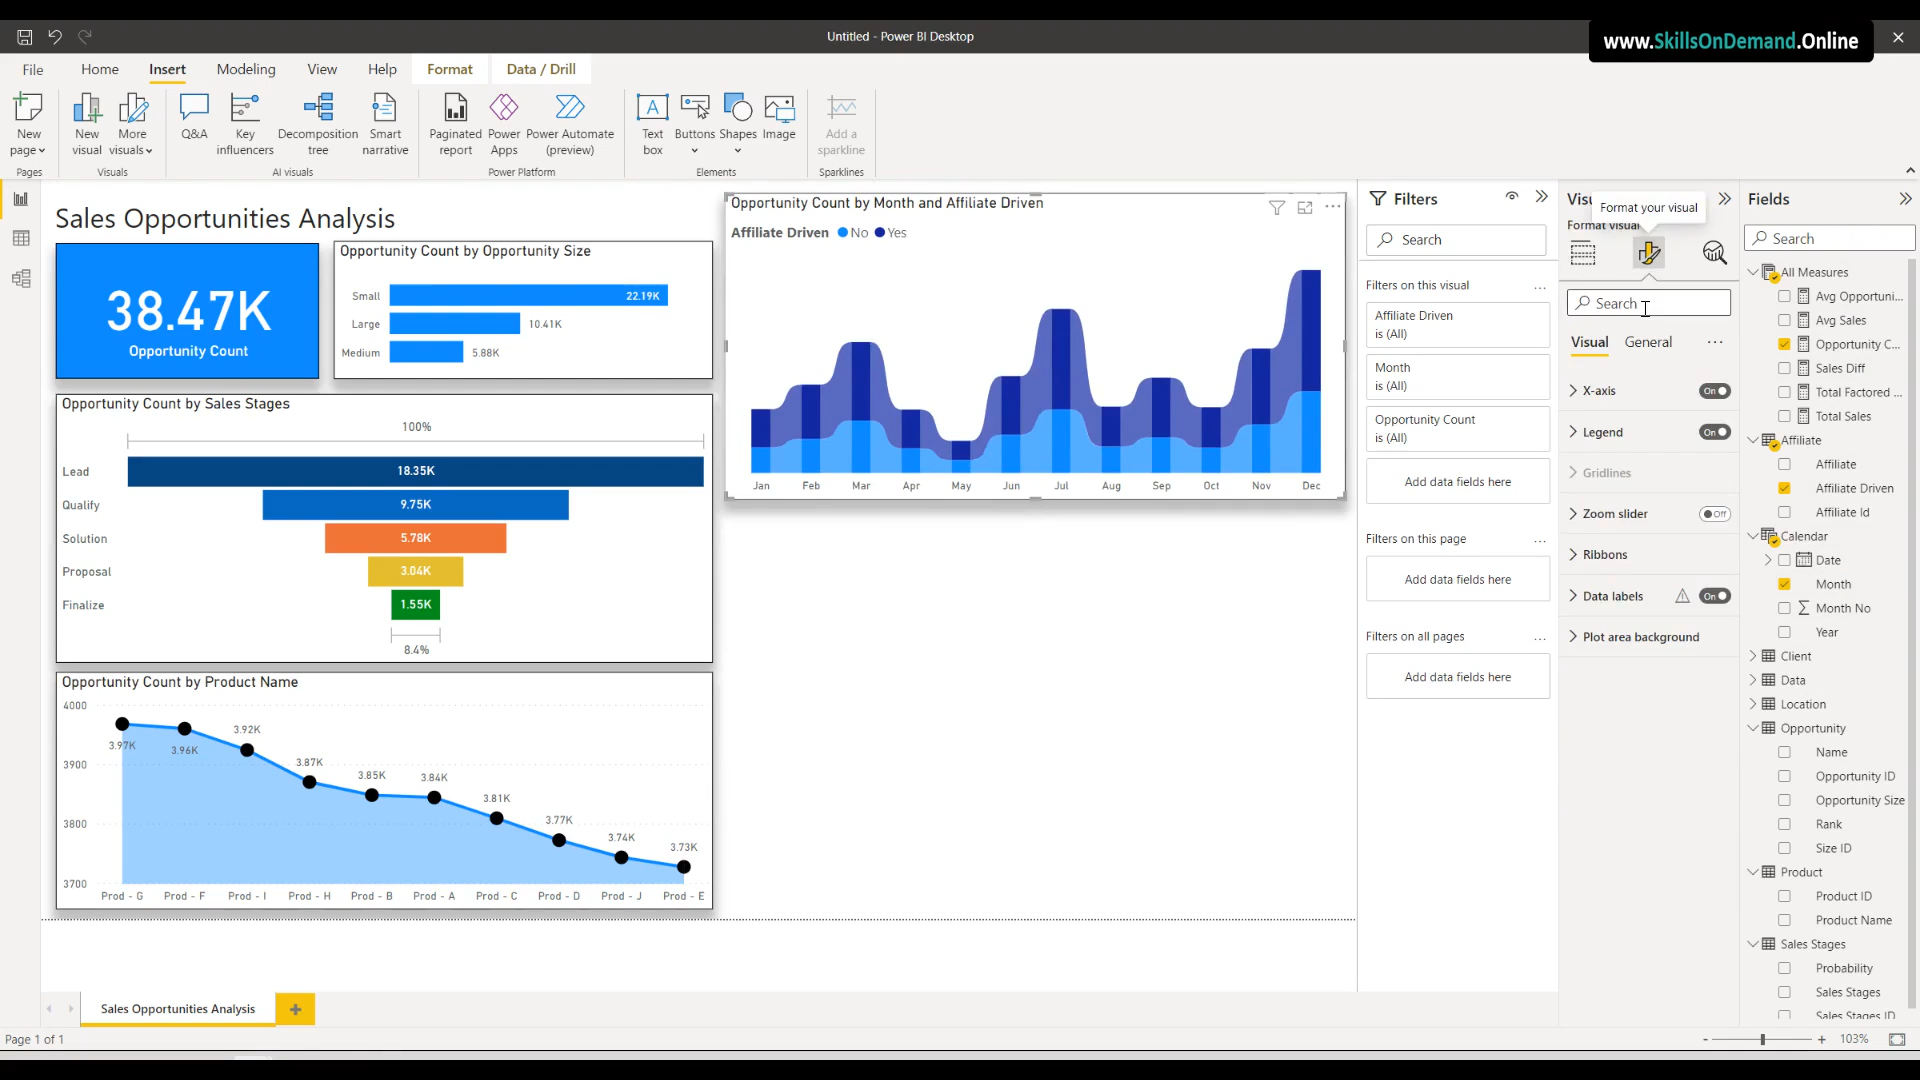 Untitled - Power BI Desktop
www.SkillsOnDemand.Online
File Home Insert Modeling View Help Format Data / Drill
New page
New visual
More visuals
Q&A
Key influencers
Decomposition tree
Smart narrative
Paginated report
Power Apps
Power Automate (preview)
Text box
Buttons
Shapes
Image
Add a sparkline
Pages
Visuals
AI visuals
Power Platform
Elements
Sparklines
Sales Opportunities Analysis
38.47K
Opportunity Count
Opportunity Count by Opportunity Size
Small 22.19K
Large 10.41K
Medium 5.88K
Opportunity Count by Sales Stages
100%
Lead 18.35K
Qualify 9.75K
Solution 5.78K
Proposal 3.04K
Finalize 1.55K
8.4%
Opportunity Count by Product Name
4000
3900
3800
3700
3.97K 3.96K 3.92K 3.87K 3.85K 3.84K 3.81K 3.77K 3.74K 3.73K
Prod - G Prod - F Prod - I Prod - H Prod - B Prod - A Prod - C Prod - D Prod - J Prod - E
Opportunity Count by Month and Affiliate Driven
Affiliate Driven No Yes
Jan Feb Mar Apr May Jun Jul Aug Sep Oct Nov Dec
Filters
Search
Filters on this visual
Affiliate Driven
is (All)
Month
is (All)
Opportunity Count
is (All)
Add data fields here
Filters on this page
Add data fields here
Filters on all pages
Add data fields here
Format your visual
Format visual
Search
Visual General
X-axis On
Legend On
Gridlines
Zoom slider Off
Ribbons
Data labels On
Plot area background
Fields
Search
All Measures
Avg Opportuni...
Avg Sales
Opportunity C...
Sales Diff
Total Factored ...
Total Sales
Affiliate
Affiliate
Affiliate Driven
Affiliate Id
Calendar
Date
Month
Month No
Year
Client
Data
Location
Opportunity
Name
Opportunity ID
Opportunity Size
Rank
Size ID
Product
Product ID
Product Name
Sales Stages
Probability
Sales Stages
Sales Stages ID
Sales Opportunities Analysis
Page 1 of 1
103%